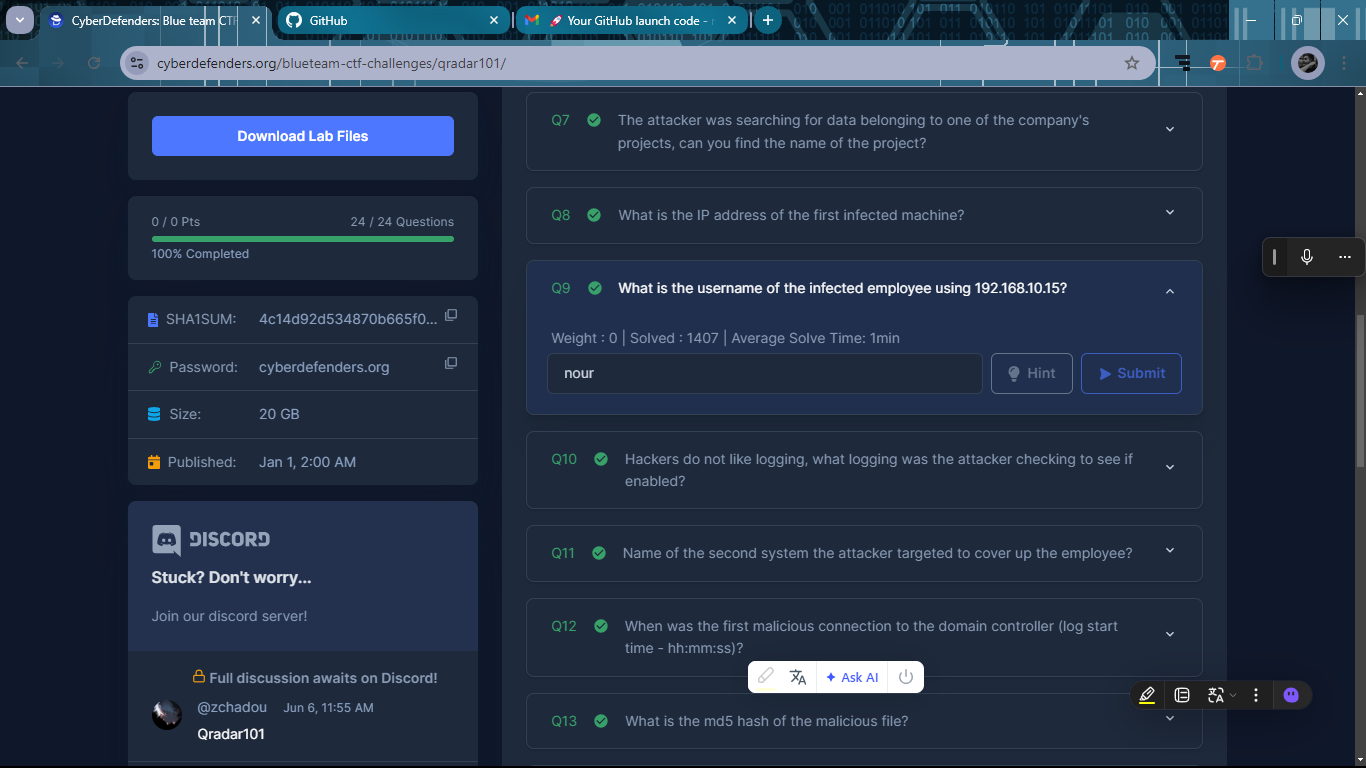 CyberDefenders: Blue team CTF
GitHub
Your GitHub launch code -
cyberdefenders.org/blueteam-ctf-challenges/qradar101/
Download Lab Files
0 / 0 Pts
24 / 24 Questions
100% Completed
SHA1SUM:
4c14d92d534870b665f0...
Password:
cyberdefenders.org
Size:
20 GB
Published:
Jan 1, 2:00 AM
DISCORD
Stuck? Don't worry...
Join our discord server!
Full discussion awaits on Discord!
@zchadou Jun 6, 11:55 AM
Qradar101
Q7 The attacker was searching for data belonging to one of the company's
projects, can you find the name of the project?
Q8 What is the IP address of the first infected machine?
Q9 What is the username of the infected employee using 192.168.10.15?
Weight : 0 | Solved : 1407 | Average Solve Time: 1min
nour
Hint
Submit
Q10 Hackers do not like logging, what logging was the attacker checking to see if
enabled?
Q11 Name of the second system the attacker targeted to cover up the employee?
Q12 When was the first malicious connection to the domain controller (log start
time - hh:mm:ss)?
Ask AI
Q13 What is the md5 hash of the malicious file?